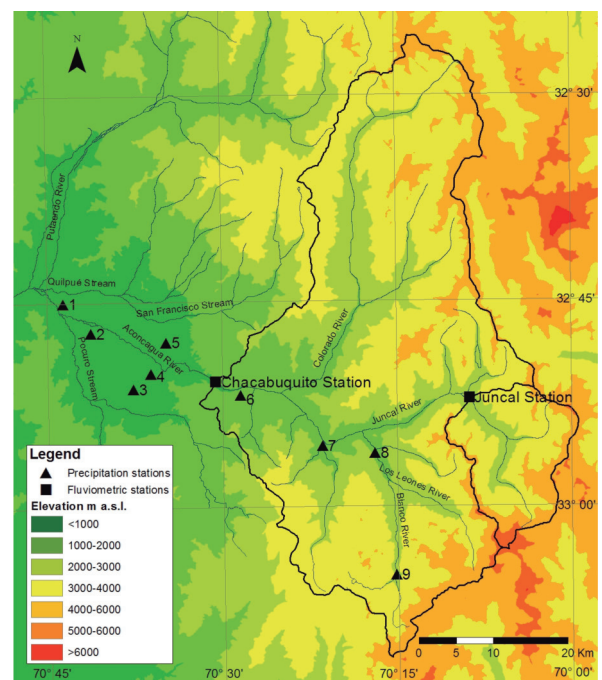 N
32° 30'
Putaendo River
Quilpué Stream
1
San Francisco Stream
32° 45'
2
Aconcagua River
5
Pocuro Stream
Colorado River
4
3
Chacabuquito Station
6
Juncal River
Juncal Station
7
8
Los Leones River
Blanco River
33° 00'
9
Legend
Precipitation stations
Fluviometric stations
Elevation m a.s.l.
<1000
1000-2000
2000-3000
3000-4000
4000-6000
5000-6000
>6000
0 5 10 20 Km
70° 45' 70° 30' 70° 15' 70° 00'